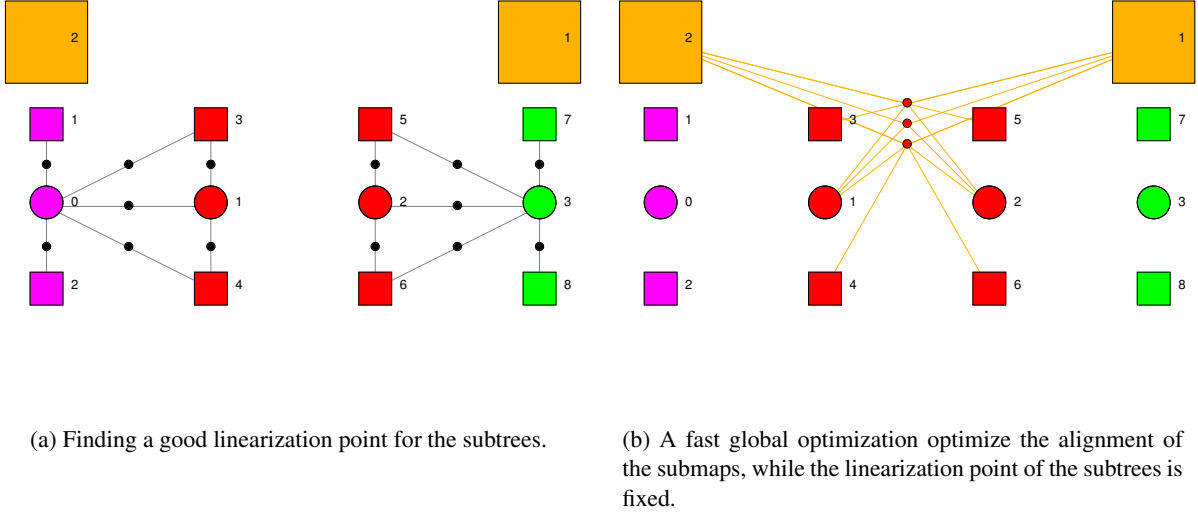 2 1 2 1
1 3 5 7 1 3 5 7
0 1 2 3 0 1 2 3
2 4 6 8 2 4 6 8
(a) Finding a good linearization point for the subtrees.
(b) A fast global optimization optimize the alignment of
the submaps, while the linearization point of the subtrees is
fixed.